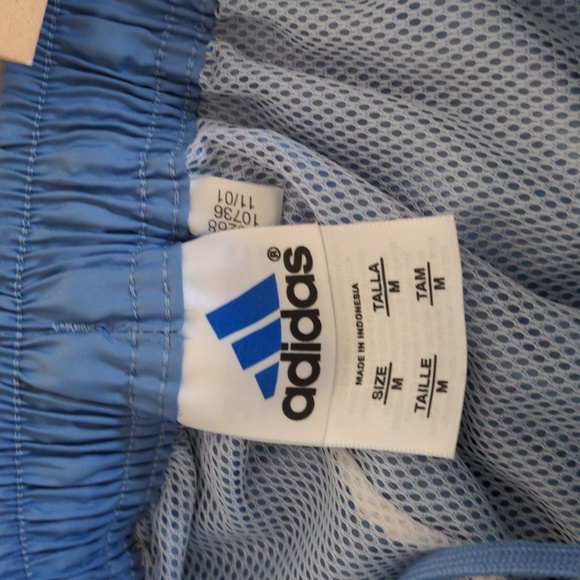 adidas®
MADE IN INDONESIA
SIZE TALLA
M M
TAILLE TAM
M M
10736
11/01